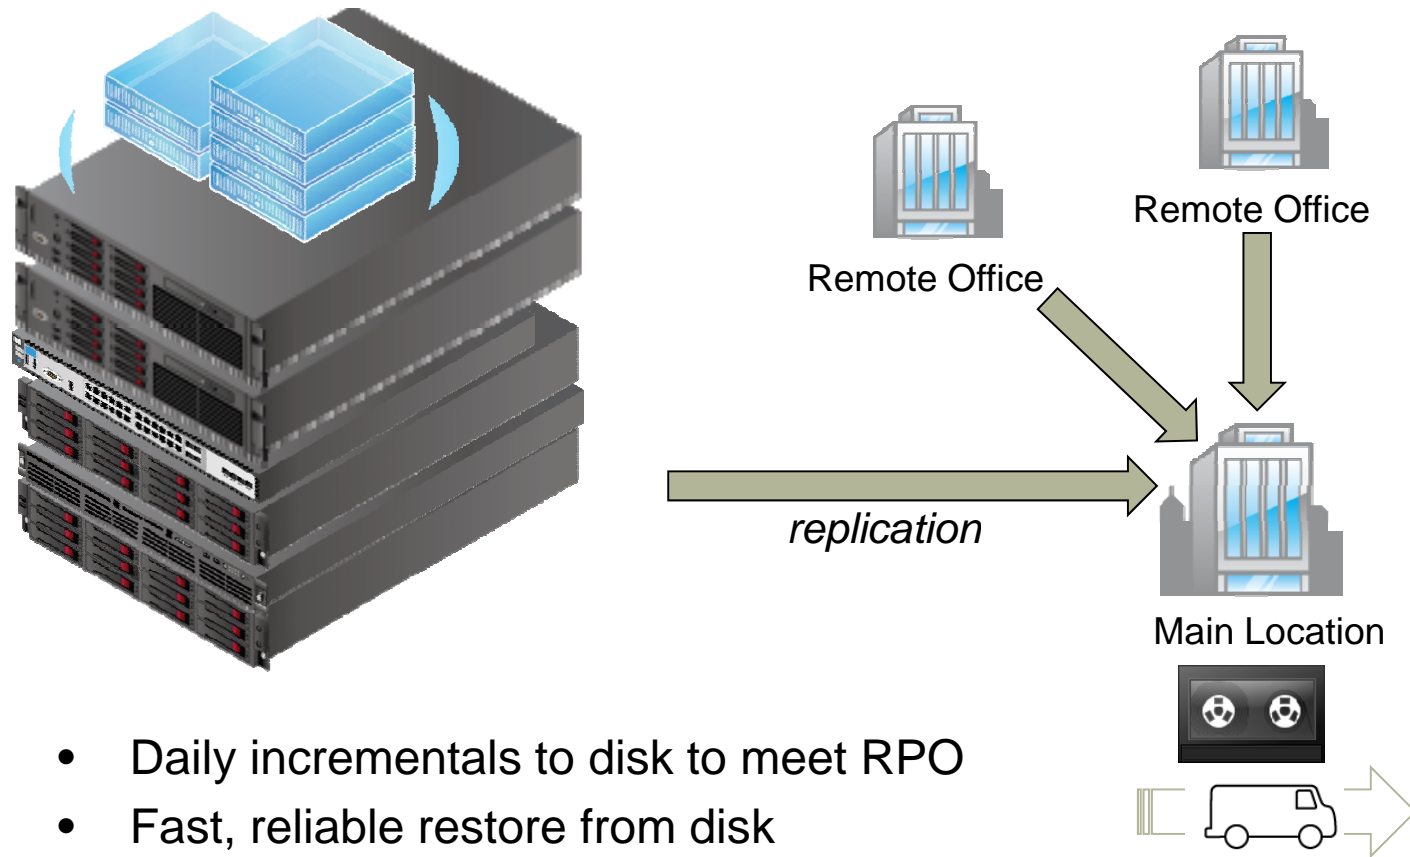 Remote Office
Remote Office
replication
Main Location
• Daily incrementals to disk to meet RPO
• Fast, reliable restore from disk